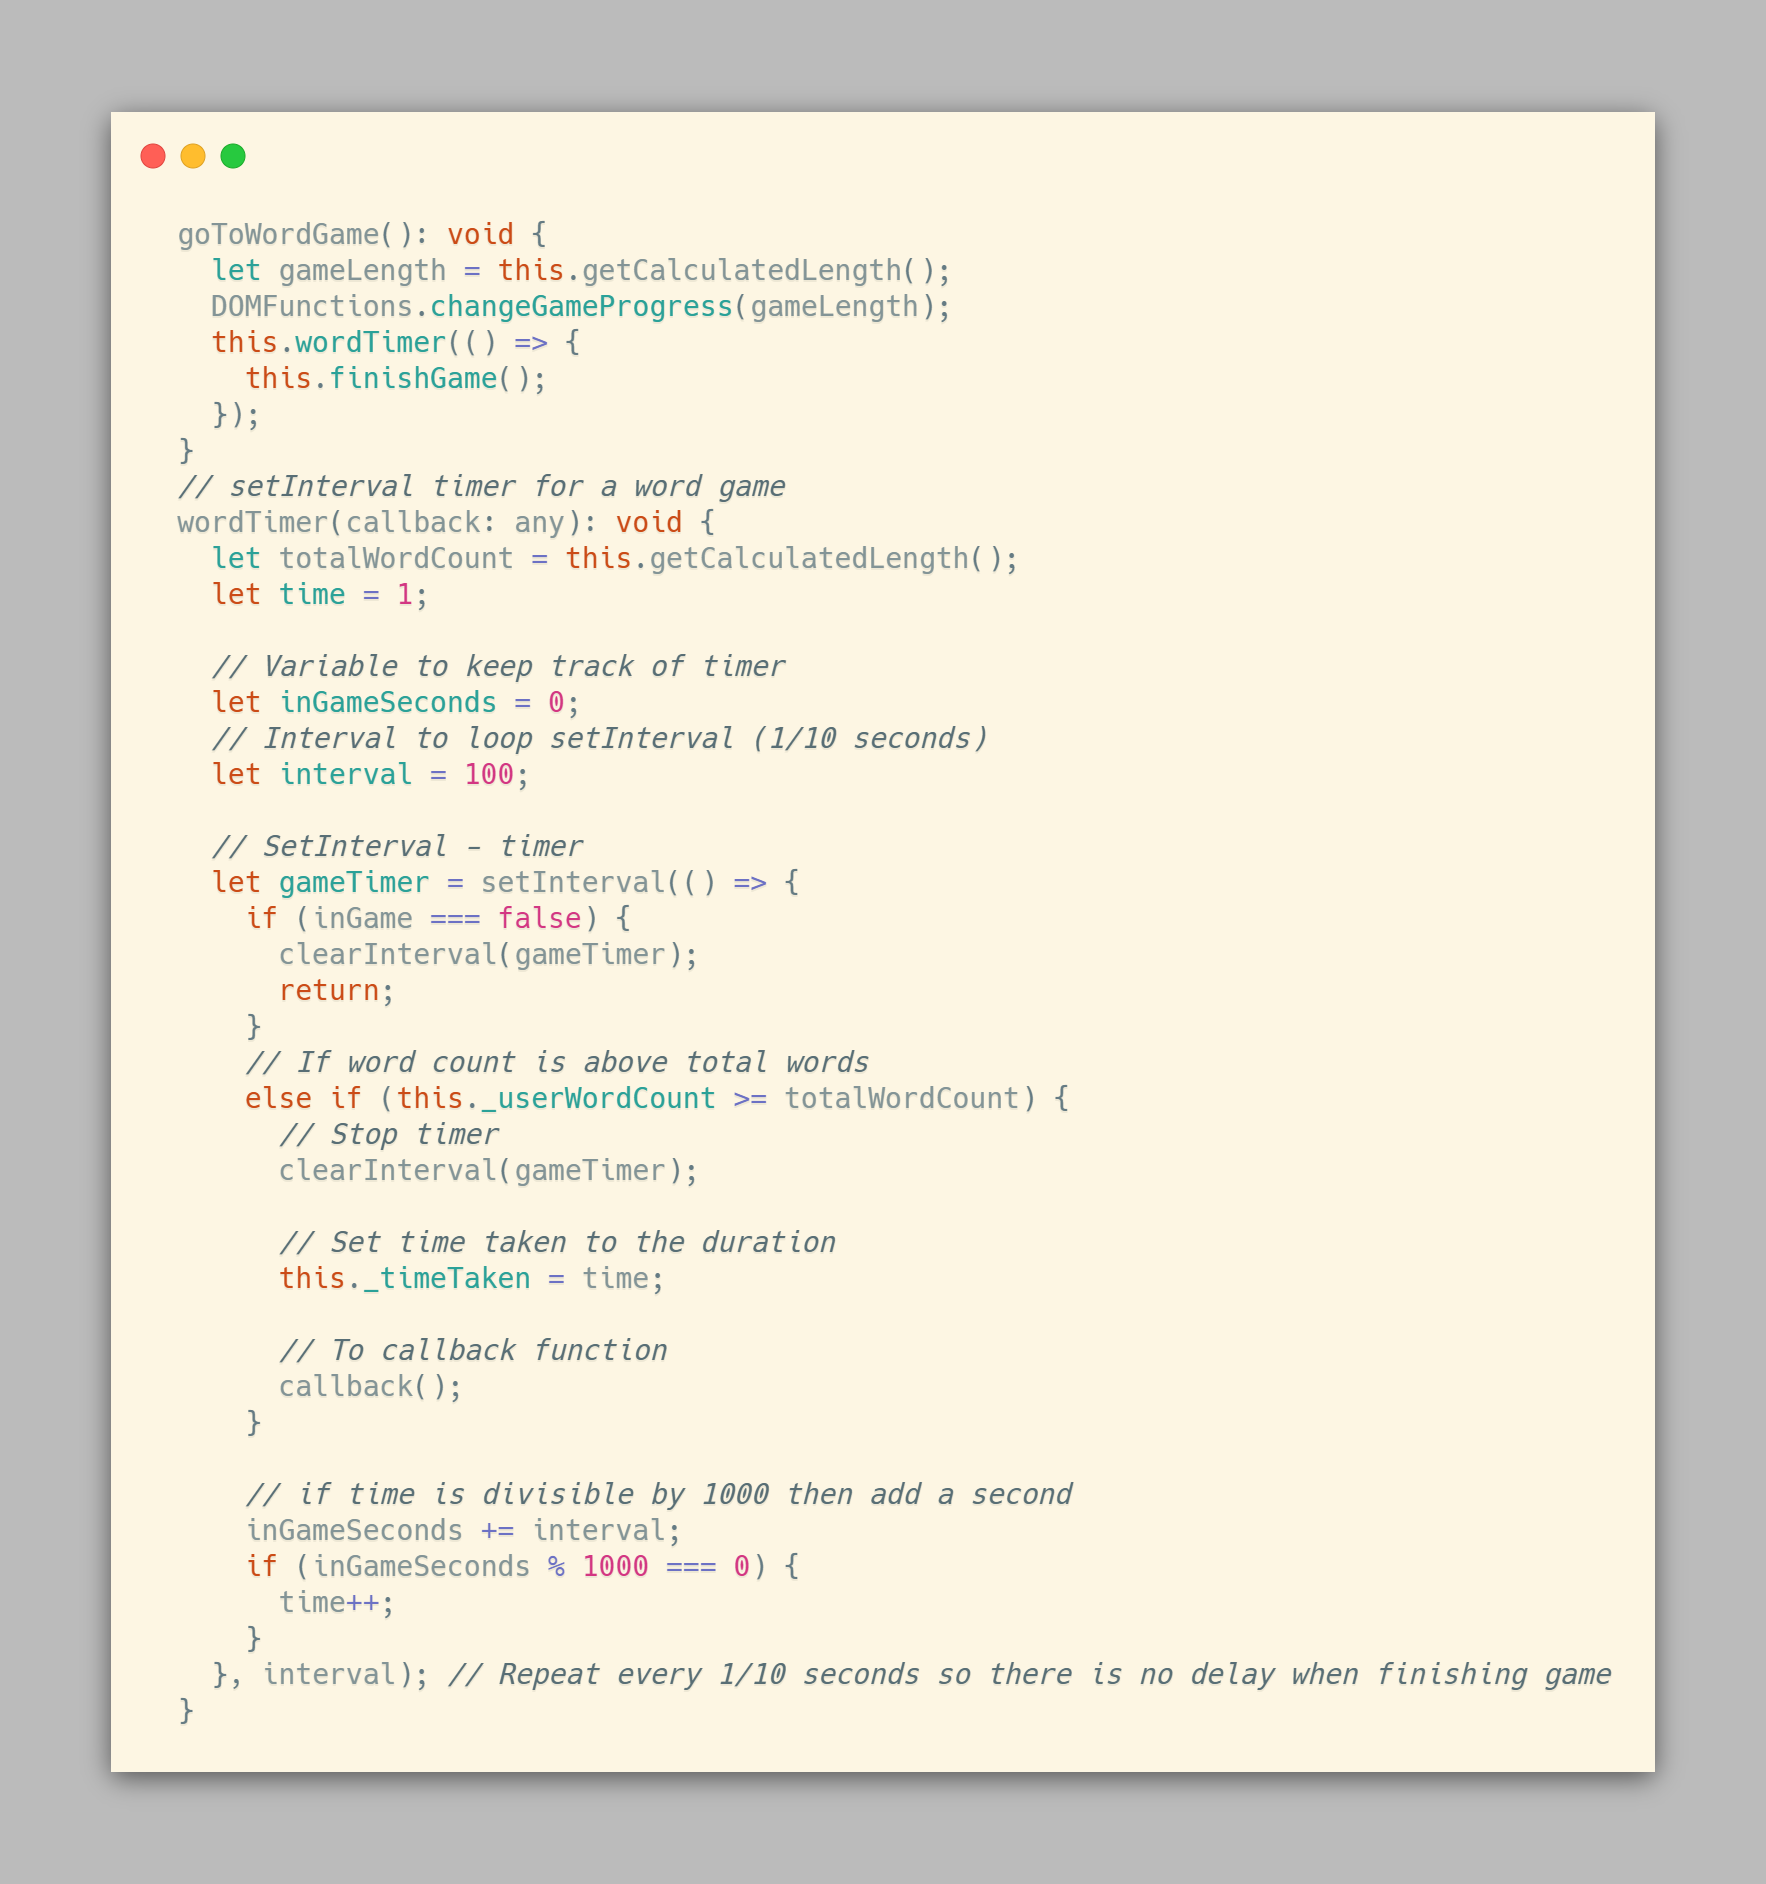 goToWordGame(): void {
  let gameLength = this.getCalculatedLength();
  DOMFunctions.changeGameProgress(gameLength);
  this.wordTimer(() => {
    this.finishGame();
  });
}
// setInterval timer for a word game
wordTimer(callback: any): void {
  let totalWordCount = this.getCalculatedLength();
  let time = 1;

  // Variable to keep track of timer
  let inGameSeconds = 0;
  // Interval to loop setInterval (1/10 seconds)
  let interval = 100;

  // SetInterval - timer
  let gameTimer = setInterval(() => {
    if (inGame === false) {
      clearInterval(gameTimer);
      return;
    }
    // If word count is above total words
    else if (this._userWordCount >= totalWordCount) {
      // Stop timer
      clearInterval(gameTimer);

      // Set time taken to the duration
      this._timeTaken = time;

      // To callback function
      callback();
    }

    // if time is divisible by 1000 then add a second
    inGameSeconds += interval;
    if (inGameSeconds % 1000 === 0) {
      time++;
    }
  }, interval); // Repeat every 1/10 seconds so there is no delay when finishing game
}